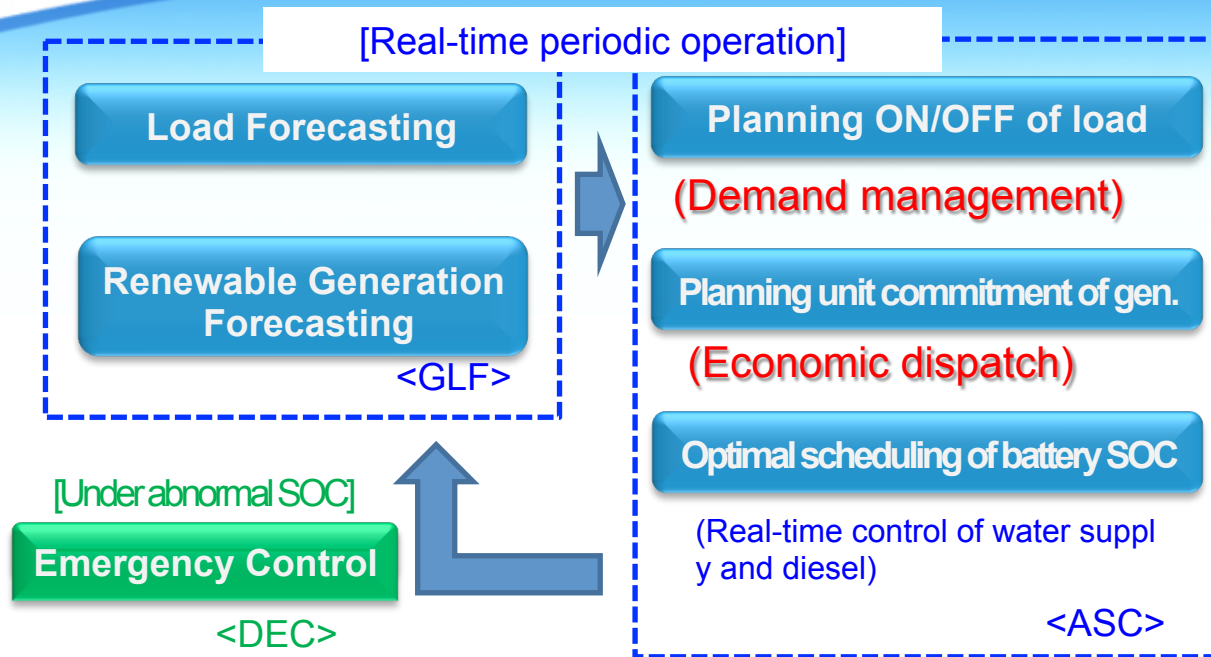 [Real-time periodic operation]
Load Forecasting
Renewable Generation
Forecasting
<GLF>
Planning ON/OFF of load
(Demand management)
Planning unit commitment of gen.
(Economic dispatch)
Optimal scheduling of battery SOC
(Real-time control of water suppl
y and diesel)
<ASC>
[Under abnormal SOC]
Emergency Control
<DEC>